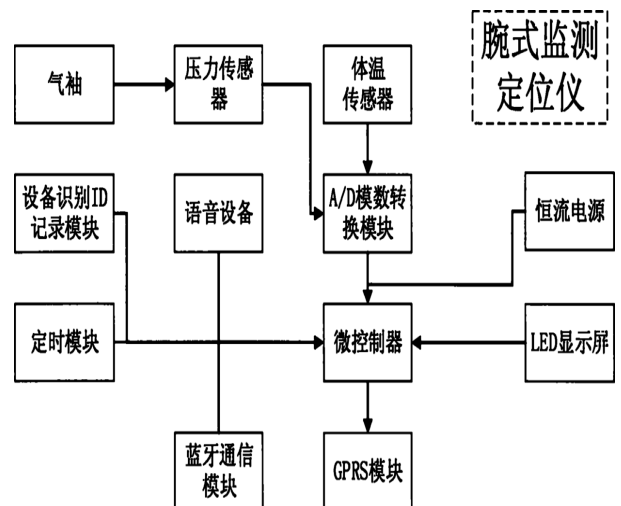 腕式监测
定位仪
气袖
压力传感
器
体温
传感器
设备识别ID
记录模块
语音设备
A/D模数转
换模块
恒流电源
定时模块
微控制器
LED显示屏
蓝牙通信
模块
GPRS模块